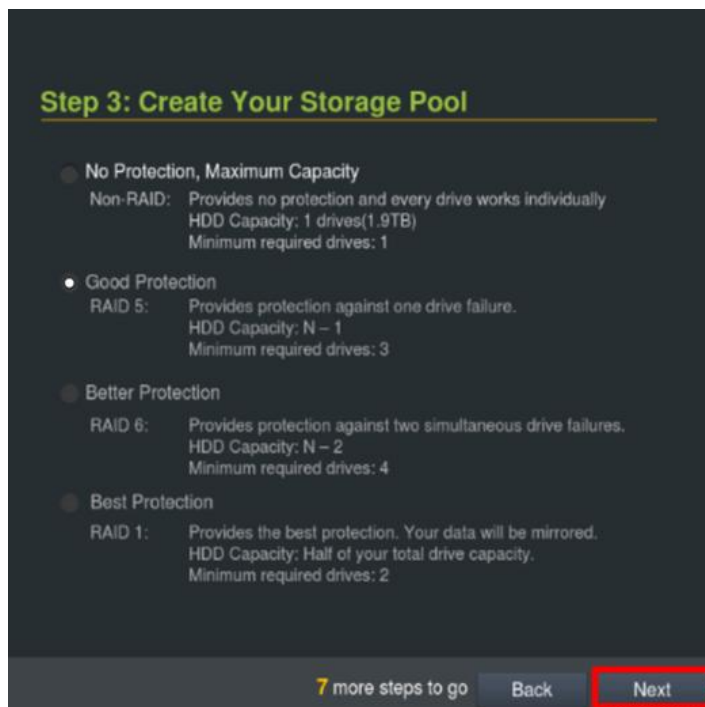 Step 3: Create Your Storage Pool
No Protection, Maximum Capacity
Non-RAID: Provides no protection and every drive works individually
HDD Capacity: 1 drives(1.9TB)
Minimum required drives: 1
Good Protection
RAID 5: Provides protection against one drive failure.
HDD Capacity: N – 1
Minimum required drives: 3
Better Protection
RAID 6: Provides protection against two simultaneous drive failures.
HDD Capacity: N – 2
Minimum required drives: 4
Best Protection
RAID 1: Provides the best protection. Your data will be mirrored.
HDD Capacity: Half of your total drive capacity.
Minimum required drives: 2
7 more steps to go Back Next